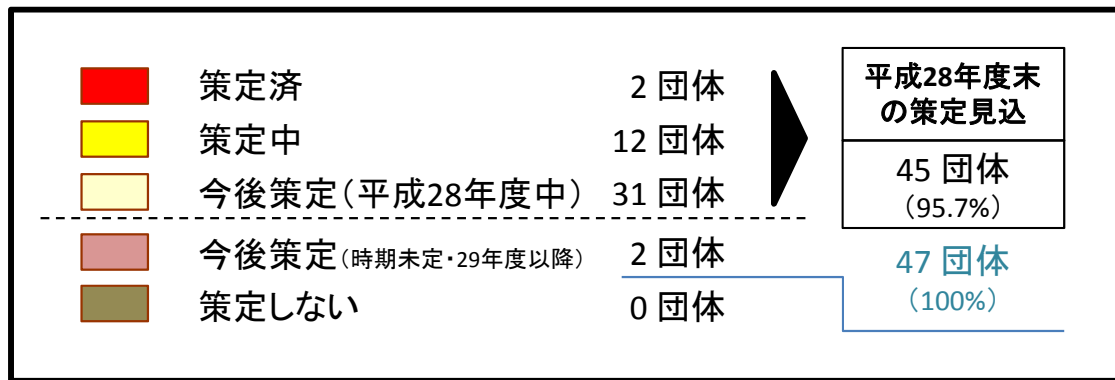 策定済 2 団体
策定中 12 団体
今後策定(平成28年度中) 31 団体
今後策定(時期未定・29年度以降) 2 団体
策定しない 0 団体
平成28年度末
の策定見込
45 団体
(95.7%)
47 団体
(100%)